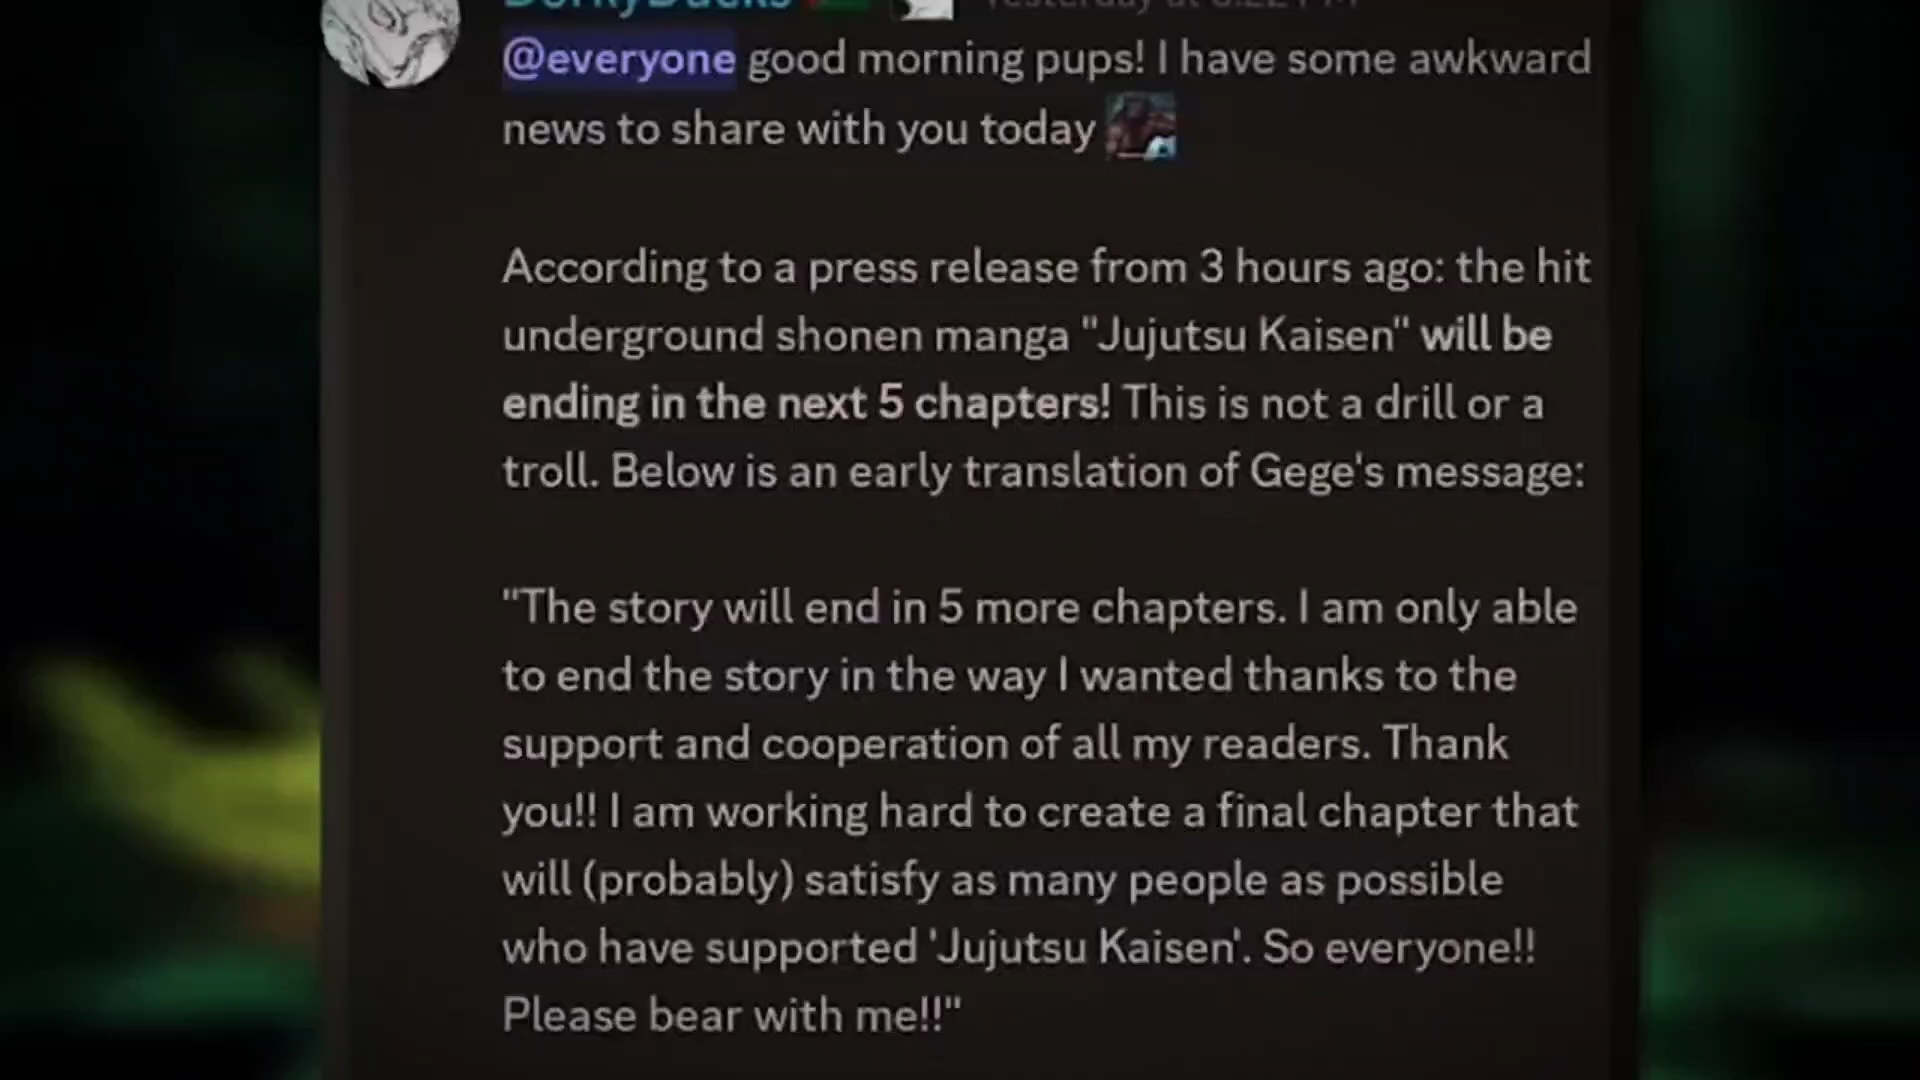 @everyone good morning pups! I have some awkward
news to share with you today
According to a press release from 3 hours ago: the hit
underground shonen manga "Jujutsu Kaisen" will be
ending in the next 5 chapters! This is not a drill or a
troll. Below is an early translation of Gege's message:
"The story will end in 5 more chapters. I am only able
to end the story in the way I wanted thanks to the
support and cooperation of all my readers. Thank
you!! I am working hard to create a final chapter that
will (probably) satisfy as many people as possible
who have supported 'Jujutsu Kaisen'. So everyone!!
Please bear with me!!"